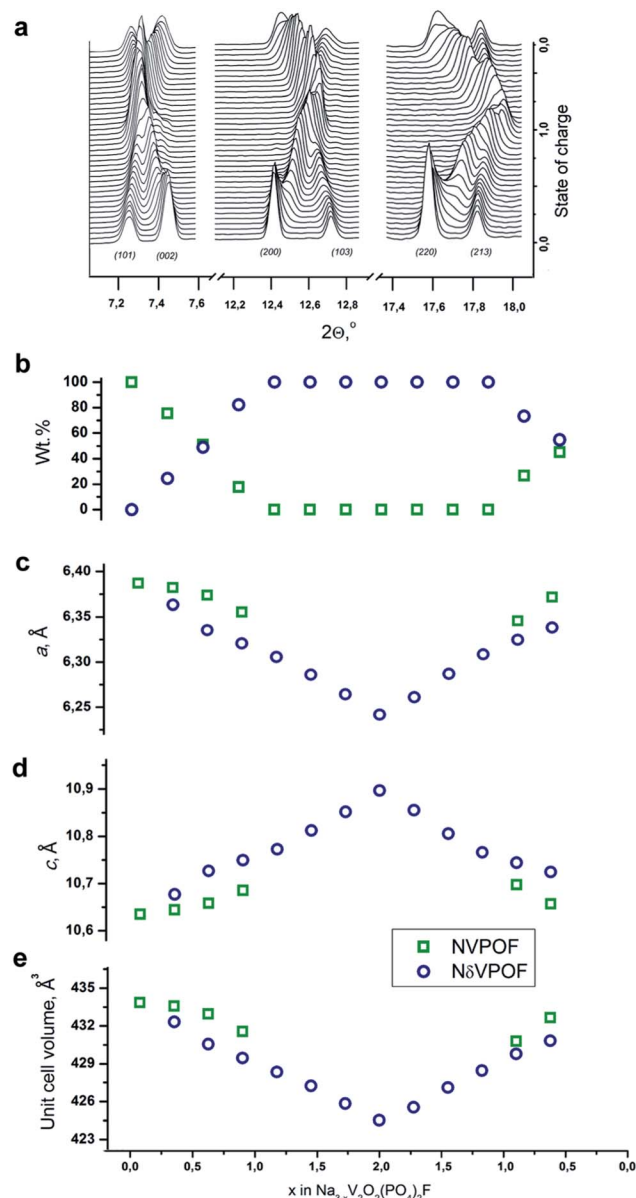 a
0,0
1,0
0,0
State of charge
(101) (002) (200) (103) (220) (213)
7,2 7,4 7,6 12,2 12,4 12,6 12,8 17,4 17,6 17,8 18,0
2Θ,°
b
100
80
60
40
20
0
Wt.%
c
6,40
6,35
6,30
6,25
a, Å
d
10,9
10,8
10,7
10,6
c, Å
NVPOF
NδVPOF
e
435
432
429
426
423
Unit cell volume, Å³
0,0 0,5 1,0 1,5 2,0 1,5 1,0 0,5 0,0
x in Na₃₋ₓV₂O₂(PO₄)₂F